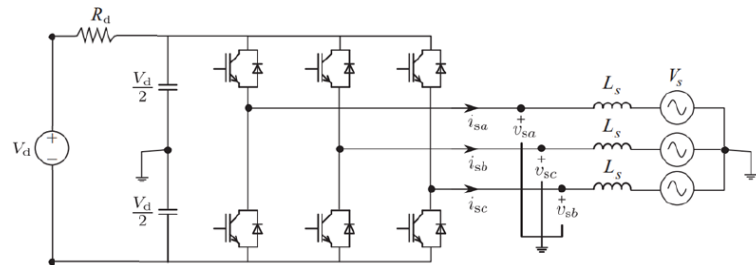 R_d
V_d/2
V_d
+
−
V_d/2
i_sa
i_sb
i_sc
+
v_sa
+
v_sc
+
v_sb
L_s
V_s
L_s
L_s